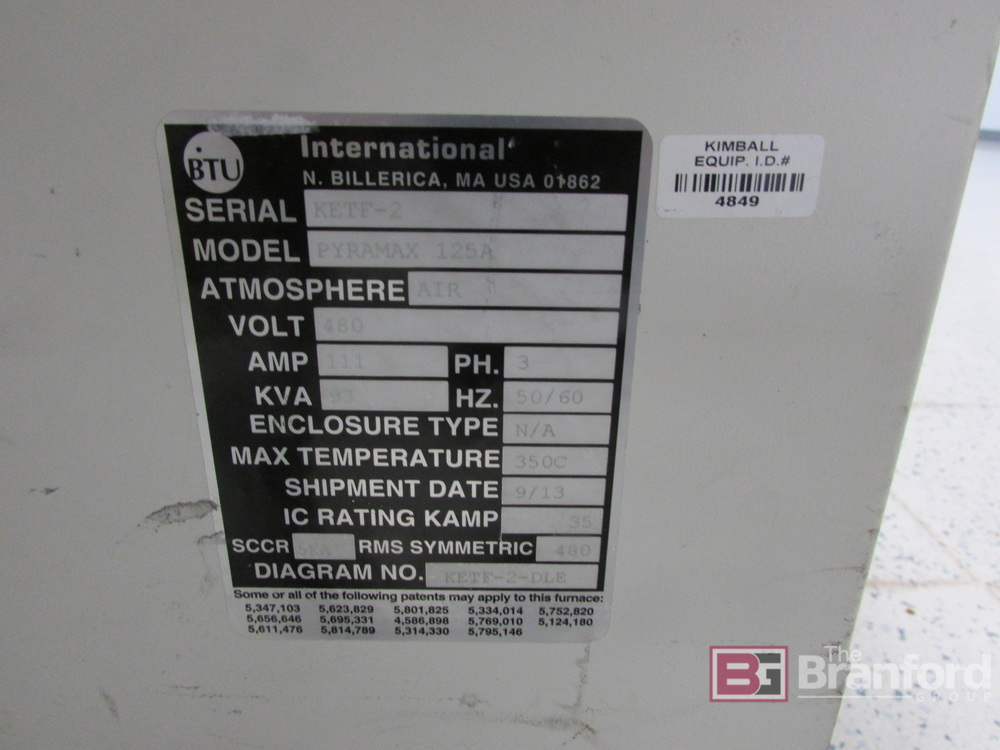 BTU International
N. BILLERICA, MA USA 01862
SERIAL KETF-2
MODEL PYRAMAX 125A
ATMOSPHERE AIR
VOLT 480
AMP 111 PH. 3
KVA 93 HZ. 50/60
ENCLOSURE TYPE N/A
MAX TEMPERATURE 350C
SHIPMENT DATE 9/13
IC RATING KAMP 35
SCCR 5KA RMS SYMMETRIC 480
DIAGRAM NO. KETF-2-DLE
Some or all of the following patents may apply to this furnace:
5,347,103 5,623,829 5,801,825 5,334,014 5,752,820
5,656,646 5,695,331 4,586,898 5,769,010 5,124,180
5,611,476 5,814,789 5,314,330 5,795,146
KIMBALL
EQUIP. I.D.#
4849
BG The Branford
GROUP